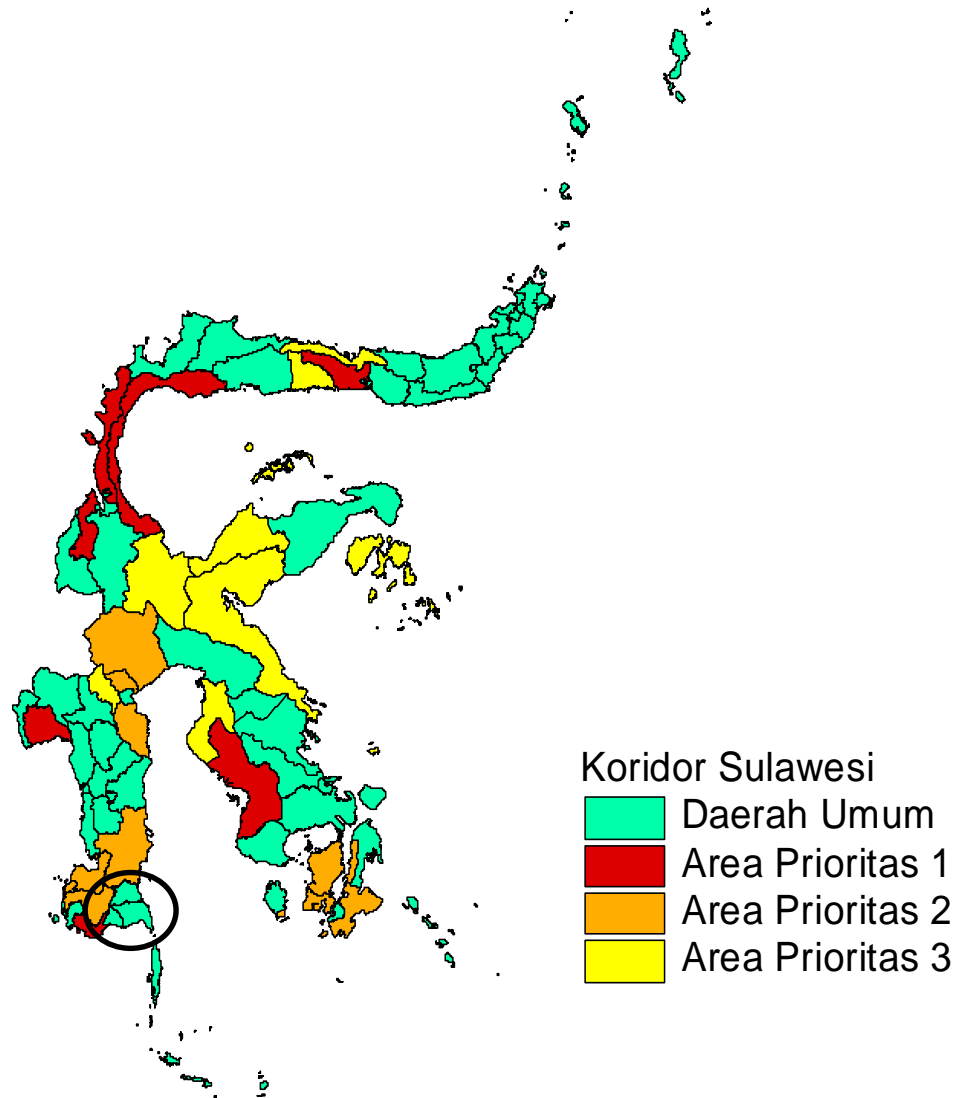 Koridor Sulawesi
Daerah Umum
Area Prioritas 1
Area Prioritas 2
Area Prioritas 3